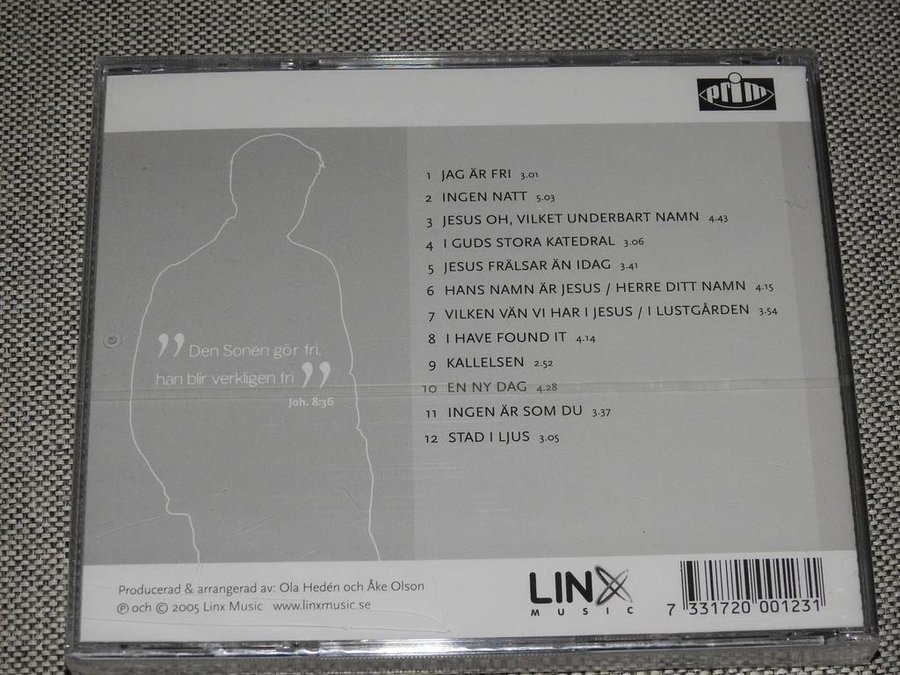 prim
1 JAG ÄR FRI 3.01
2 INGEN NATT 5.03
3 JESUS OH, VILKET UNDERBART NAMN 4.43
4 I GUDS STORA KATEDRAL 3.06
5 JESUS FRÄLSAR ÄN IDAG 3.41
6 HANS NAMN ÄR JESUS / HERRE DITT NAMN 4.15
7 VILKEN VÄN VI HAR I JESUS / I LUSTGÅRDEN 3.54
8 I HAVE FOUND IT 4.14
9 KALLELSEN 2.52
10 EN NY DAG 4.28
11 INGEN ÄR SOM DU 3.37
12 STAD I LJUS 3.05
”Den Sonen gör fri,
han blir verkligen fri”
Joh. 8:36
Producerad & arrangerad av: Ola Hedén och Åke Olson
℗ och © 2005 Linx Music www.linxmusic.se
LINX
MUSIC
7 331720 001231